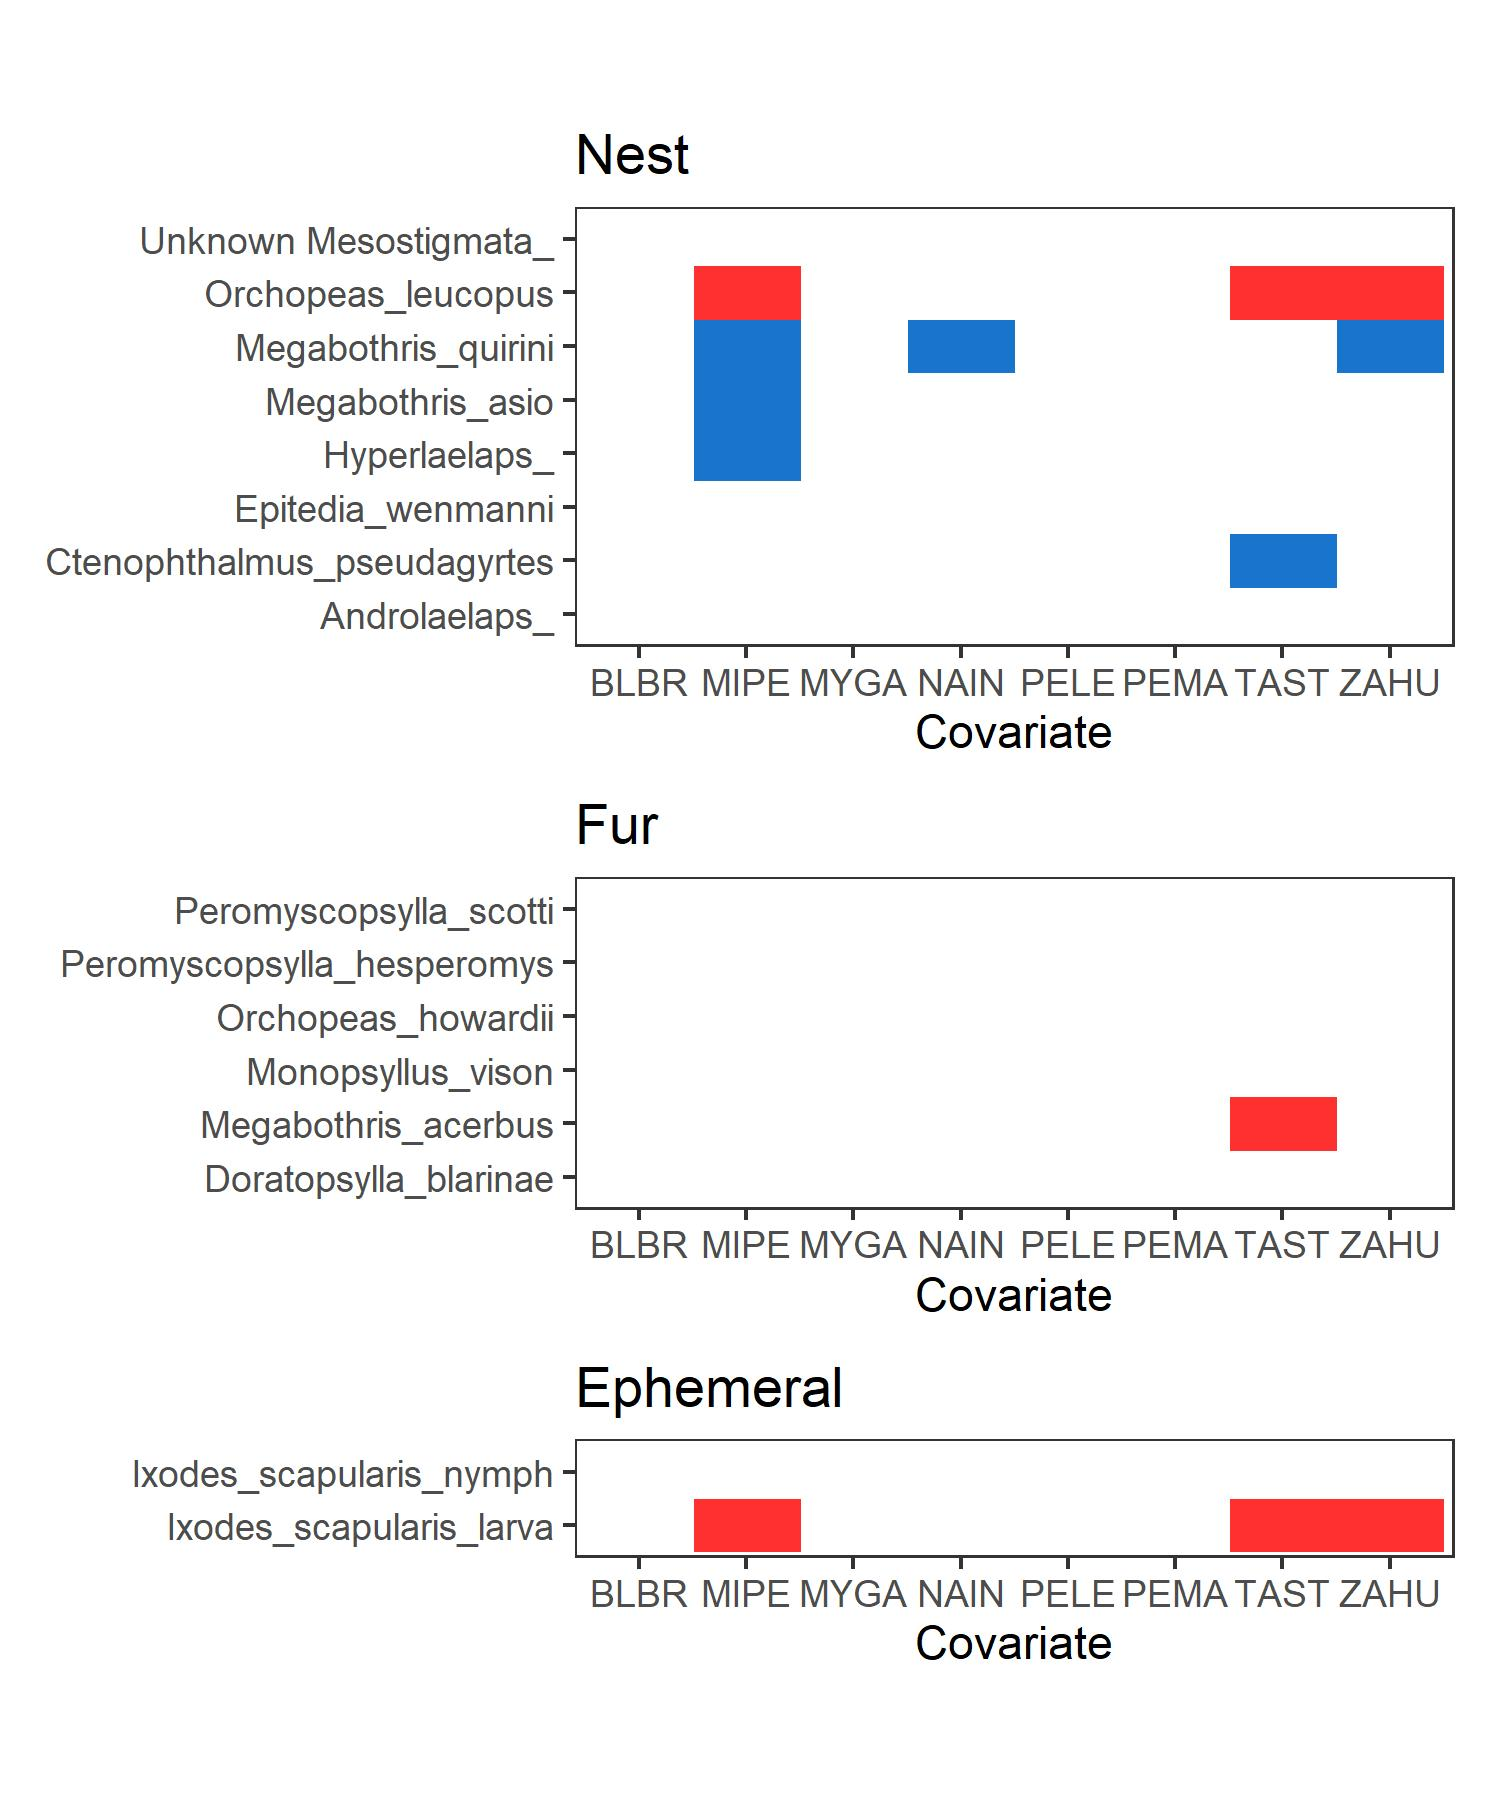 Nest
Unknown Mesostigmata_
Orchopeas_leucopus
Megabothris_quirini
Megabothris_asio
Hyperlaelaps_
Epitedia_wenmanni
Ctenophthalmus_pseudagyrtes
Androlaelaps_
BLBR MIPE MYGA NAIN PELE PEMA TAST ZAHU
Covariate
Fur
Peromyscopsylla_scotti
Peromyscopsylla_hesperomys
Orchopeas_howardii
Monopsyllus_vison
Megabothris_acerbus
Doratopsylla_blarinae
BLBR MIPE MYGA NAIN PELE PEMA TAST ZAHU
Covariate
Ephemeral
Ixodes_scapularis_nymph
Ixodes_scapularis_larva
BLBR MIPE MYGA NAIN PELE PEMA TAST ZAHU
Covariate